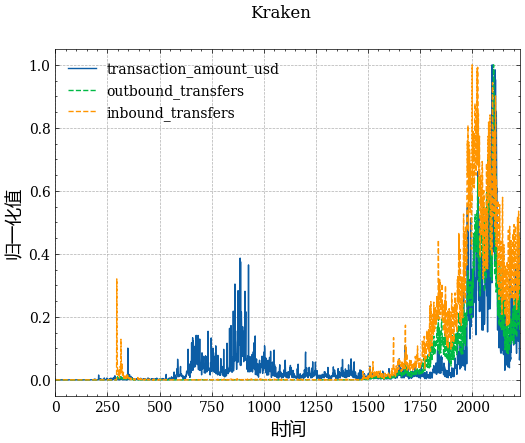 Kraken
transaction_amount_usd
outbound_transfers
inbound_transfers
归一化值
1.0
0.8
0.6
0.4
0.2
0.0
0 250 500 750 1000 1250 1500 1750 2000
时间